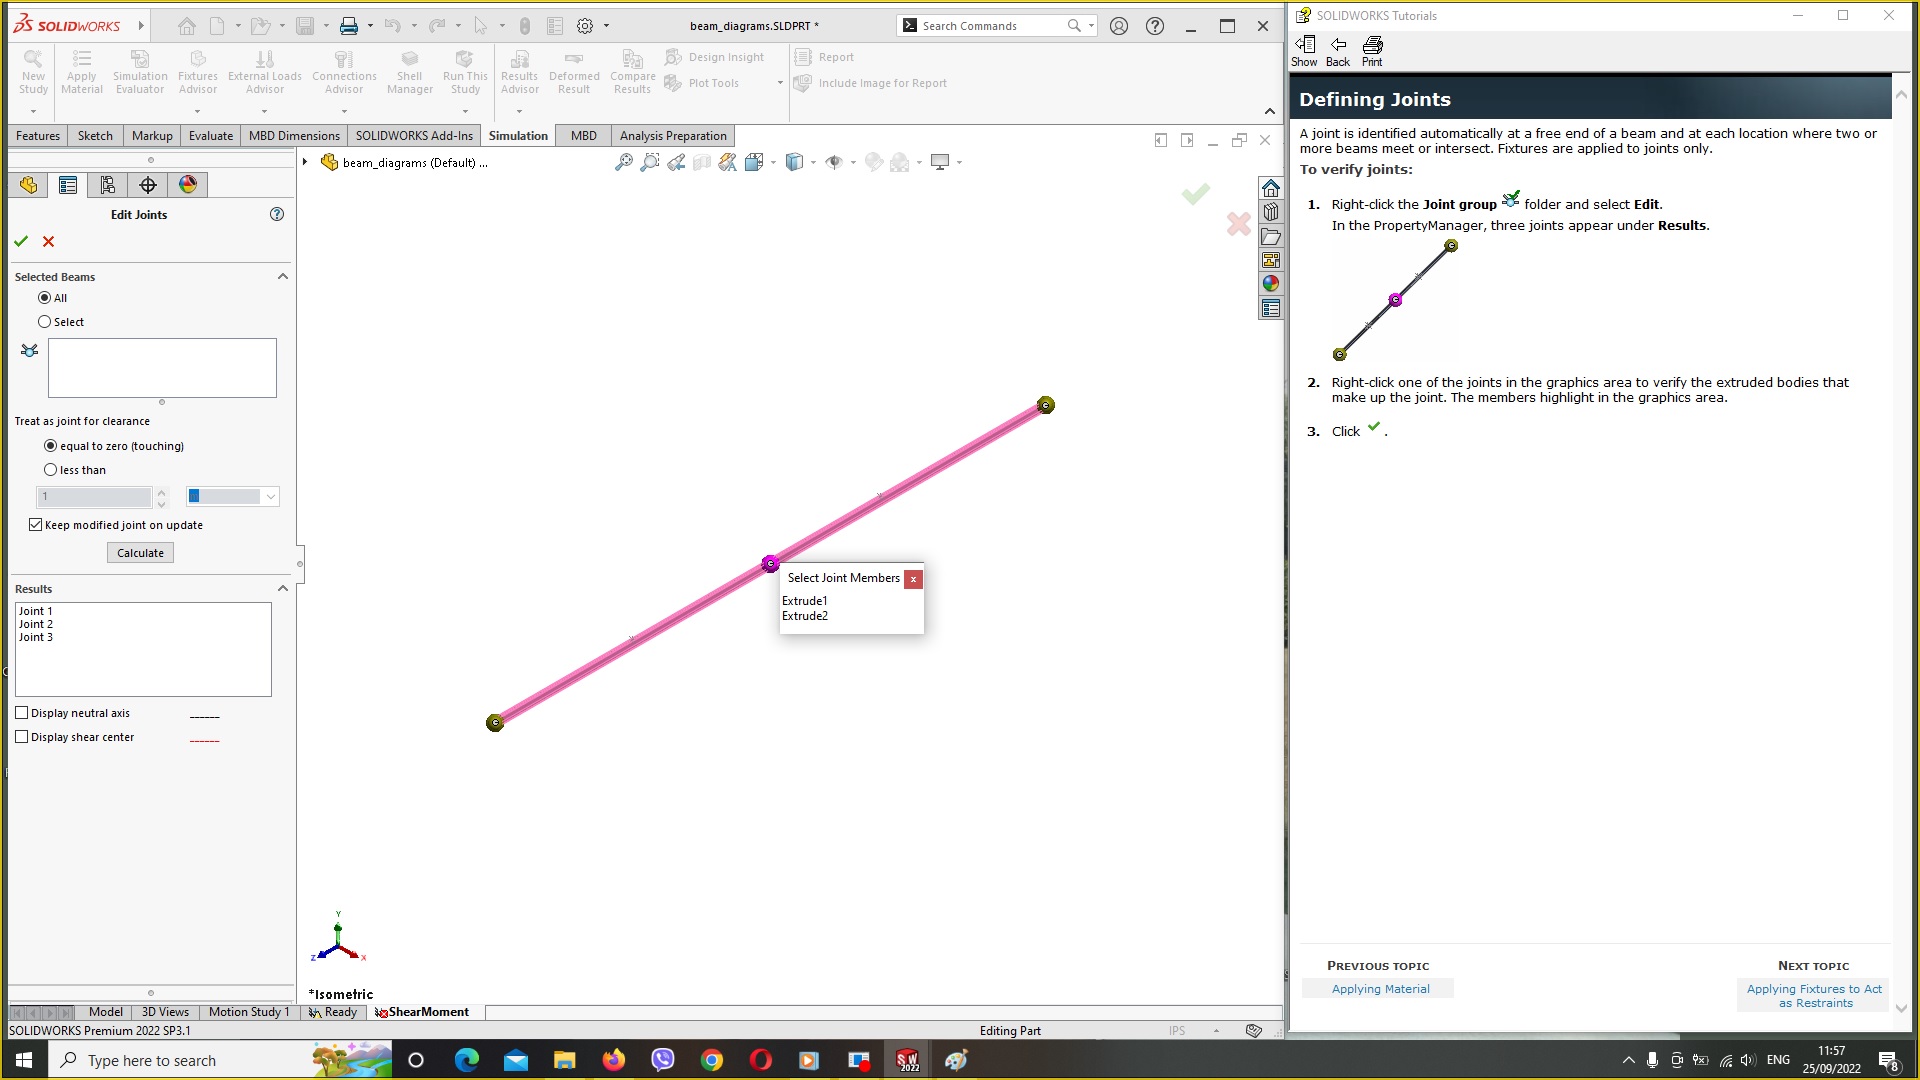 SOLIDWORKS
beam_diagrams.SLDPRT *
Search Commands
New Study
Apply Material
Simulation Evaluator
Fixtures Advisor
External Loads Advisor
Connections Advisor
Shell Manager
Run This Study
Results Advisor
Deformed Result
Compare Results
Design Insight
Plot Tools
Report
Include Image for Report
Features
Sketch
Markup
Evaluate
MBD Dimensions
SOLIDWORKS Add-Ins
Simulation
MBD
Analysis Preparation
beam_diagrams (Default) ...
Edit Joints
Selected Beams
All
Select
Treat as joint for clearance
equal to zero (touching)
less than
1
Keep modified joint on update
Calculate
Results
Joint 1
Joint 2
Joint 3
Display neutral axis
Display shear center
Select Joint Members
x
Extrude1
Extrude2
Y
Z
X
*Isometric
Model
3D Views
Motion Study 1
Ready
ShearMoment
SOLIDWORKS Premium 2022 SP3.1
Editing Part
IPS
SOLIDWORKS Tutorials
Show
Back
Print
Defining Joints
A joint is identified automatically at a free end of a beam and at each location where two or
more beams meet or intersect. Fixtures are applied to joints only.
To verify joints:
1. Right-click the Joint group folder and select Edit.
In the PropertyManager, three joints appear under Results.
2. Right-click one of the joints in the graphics area to verify the extruded bodies that
make up the joint. The members highlight in the graphics area.
3. Click .
PREVIOUS TOPIC
Applying Material
NEXT TOPIC
Applying Fixtures to Act
as Restraints
Type here to search
SW
2022
ENG
11:57
25/09/2022
8